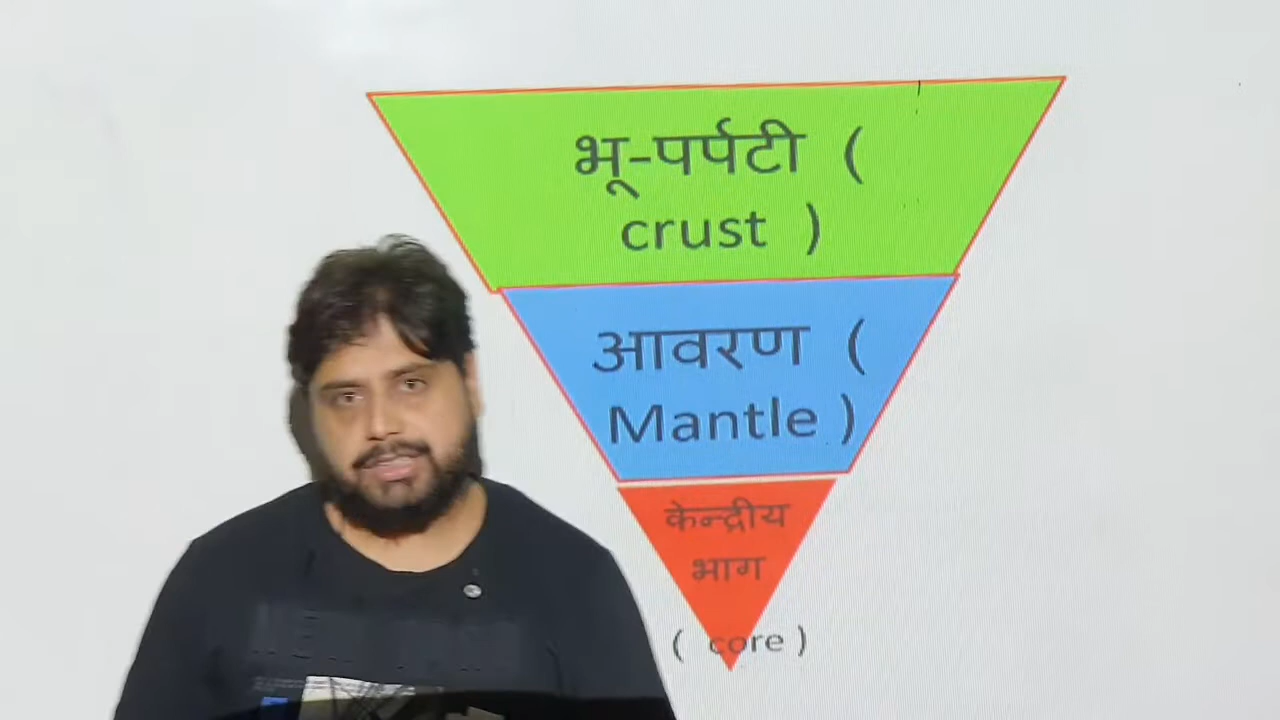 भू-पर्पटी (
crust )
आवरण (
Mantle )
केन्द्रीय
भाग
( core )